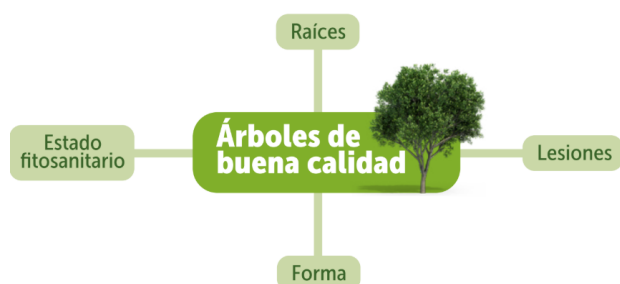 Raíces
Árboles de
buena calidad
Estado
fitosanitario
Lesiones
Forma